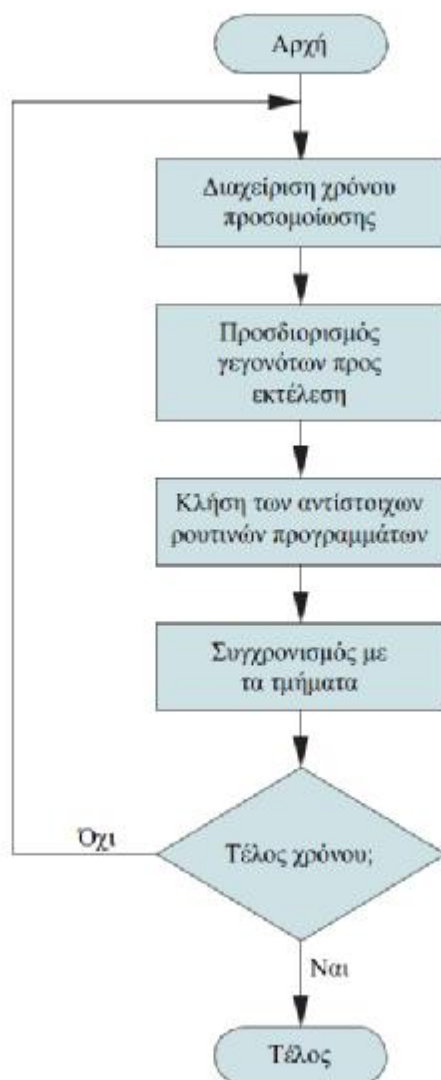 Αρχή
Διαχείριση χρόνου
προσομοίωσης
Προσδιορισμός
γεγονότων προς
εκτέλεση
Κλήση των αντίστοιχων
ρουτινών προγραμμάτων
Συγχρονισμός με
τα τμήματα
Τέλος χρόνου;
Όχι
Ναι
Τέλος